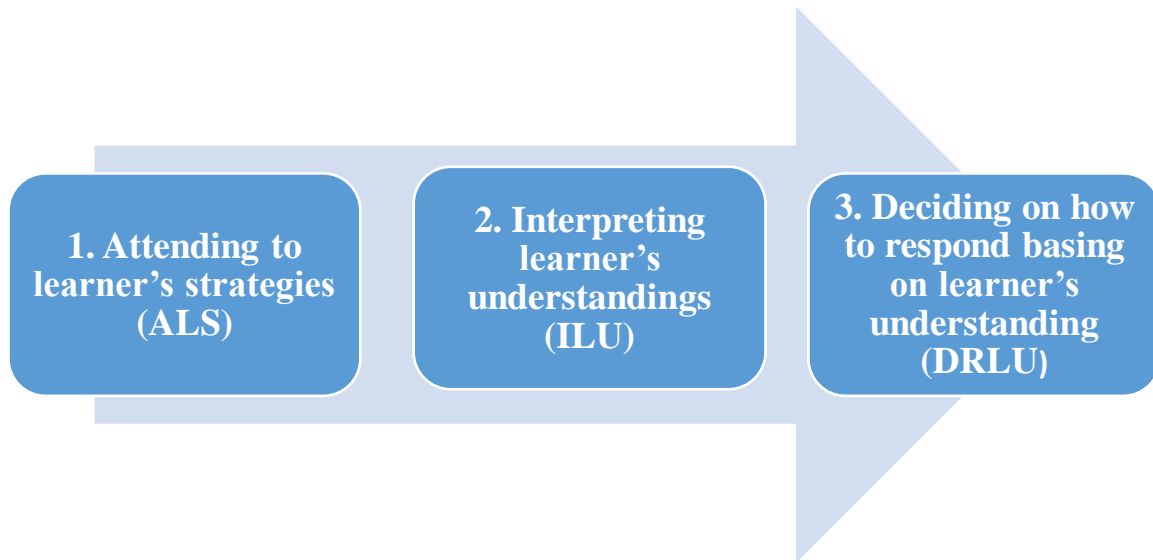 1. Attending to
learner’s strategies
(ALS)
2. Interpreting
learner’s
understandings
(ILU)
3. Deciding on how
to respond basing
on learner’s
understanding
(DRLU)